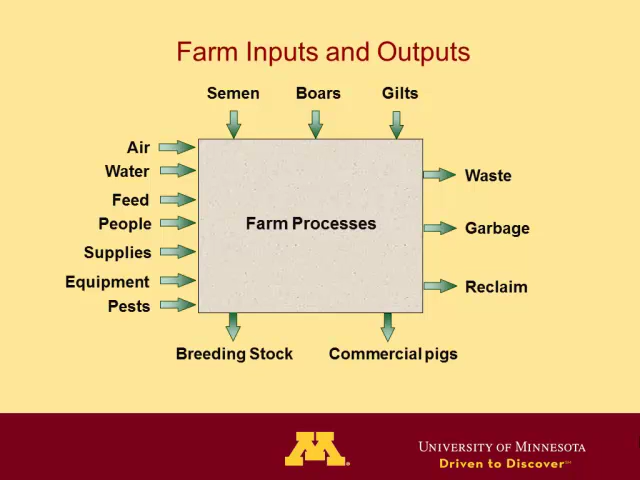 Farm Inputs and Outputs
Semen Boars Gilts
Air
Water
Feed
People
Supplies
Equipment
Pests
Farm Processes
Waste
Garbage
Reclaim
Breeding Stock Commercial pigs
M
UNIVERSITY OF MINNESOTA
Driven to Discover℠